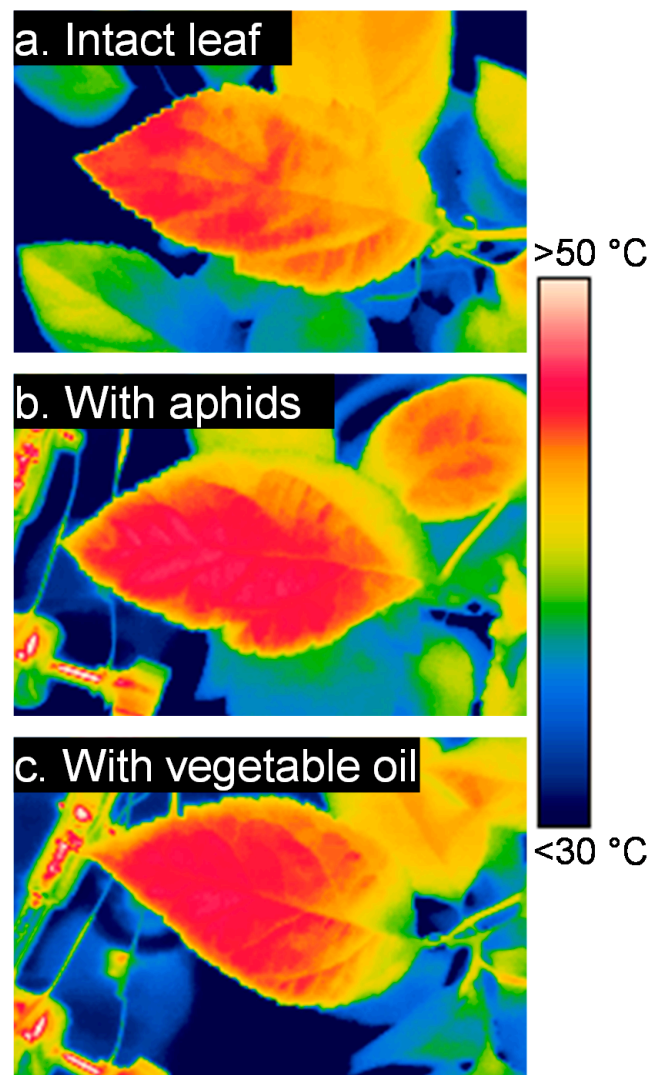 a. Intact leaf
>50 °C
b. With aphids
c. With vegetable oil
<30 °C